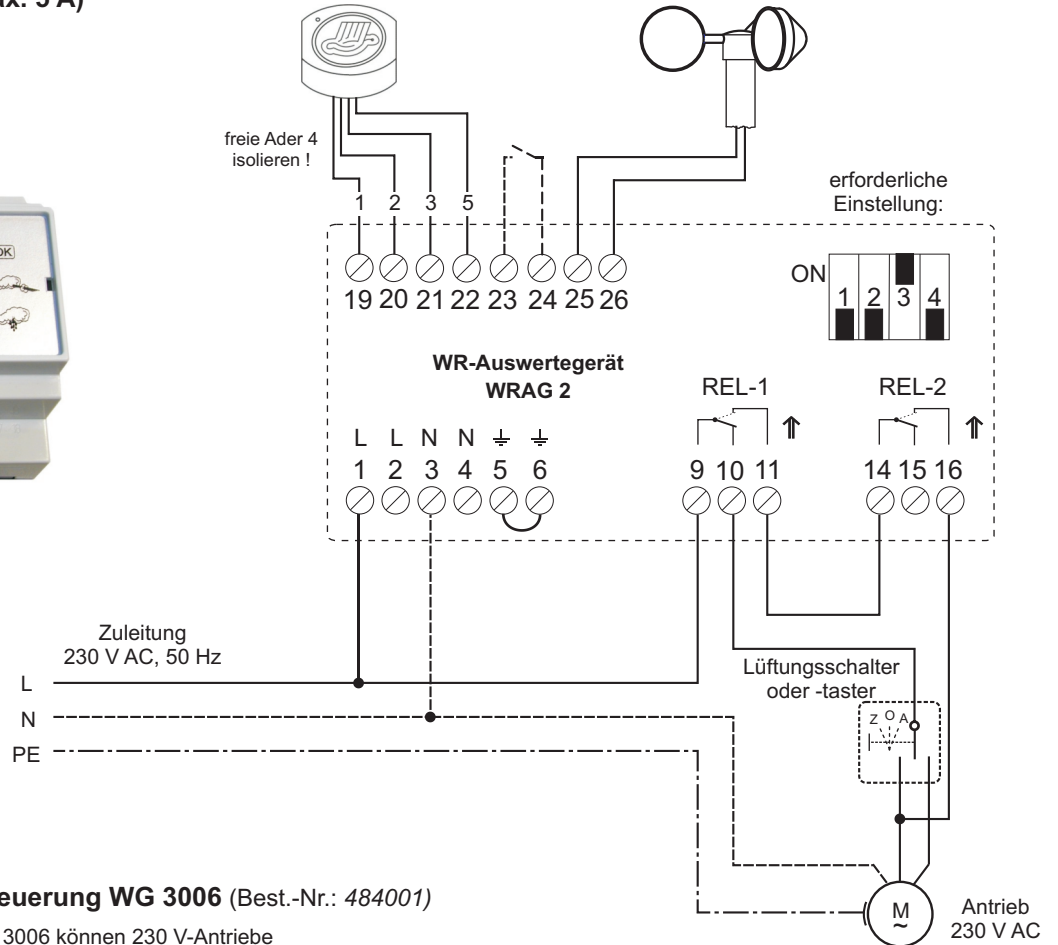 ax. 5 A)
freie Ader 4
isolieren !
1 2 3 5
erforderliche
Einstellung:
OK
ON
1 2 3 4
19 20 21 22 23 24 25 26
WR-Auswertegerät
WRAG 2
REL-1
REL-2
L L N N
1 2 3 4 5 6
9 10 11
14 15 16
Zuleitung
230 V AC, 50 Hz
L
N
PE
Lüftungsschalter
oder -taster
Z O A
M
~
Antrieb
230 V AC
euerung WG 3006 (Best.-Nr.: 484001)
3006 können 230 V-Antriebe